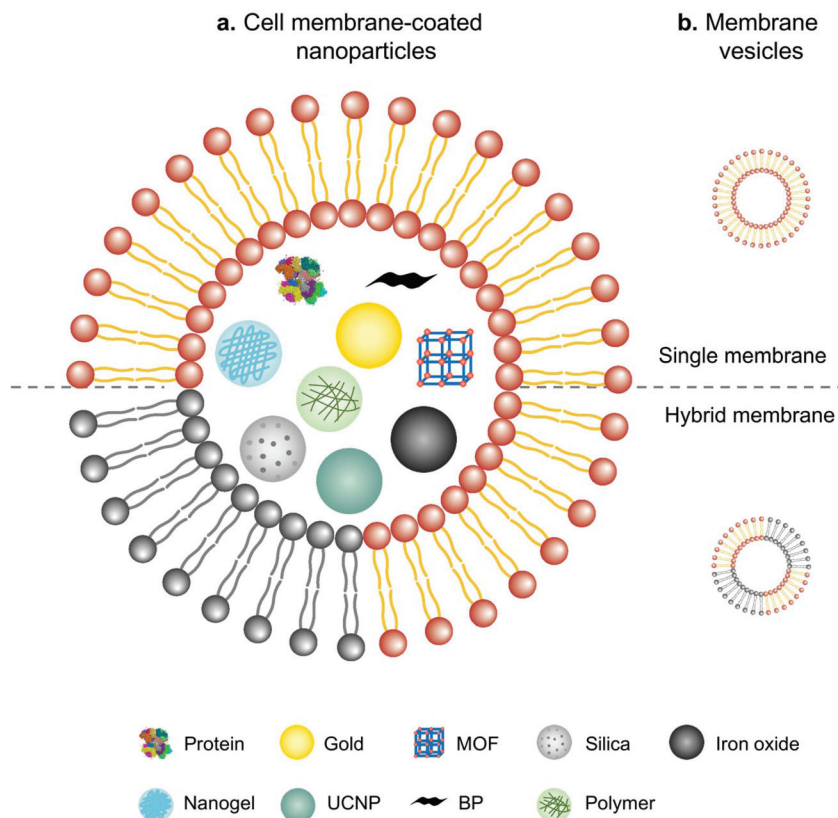 a. Cell membrane-coated
nanoparticles
b. Membrane
vesicles
Single membrane
Hybrid membrane
Protein
Gold
MOF
Silica
Iron oxide
Nanogel
UCNP
BP
Polymer